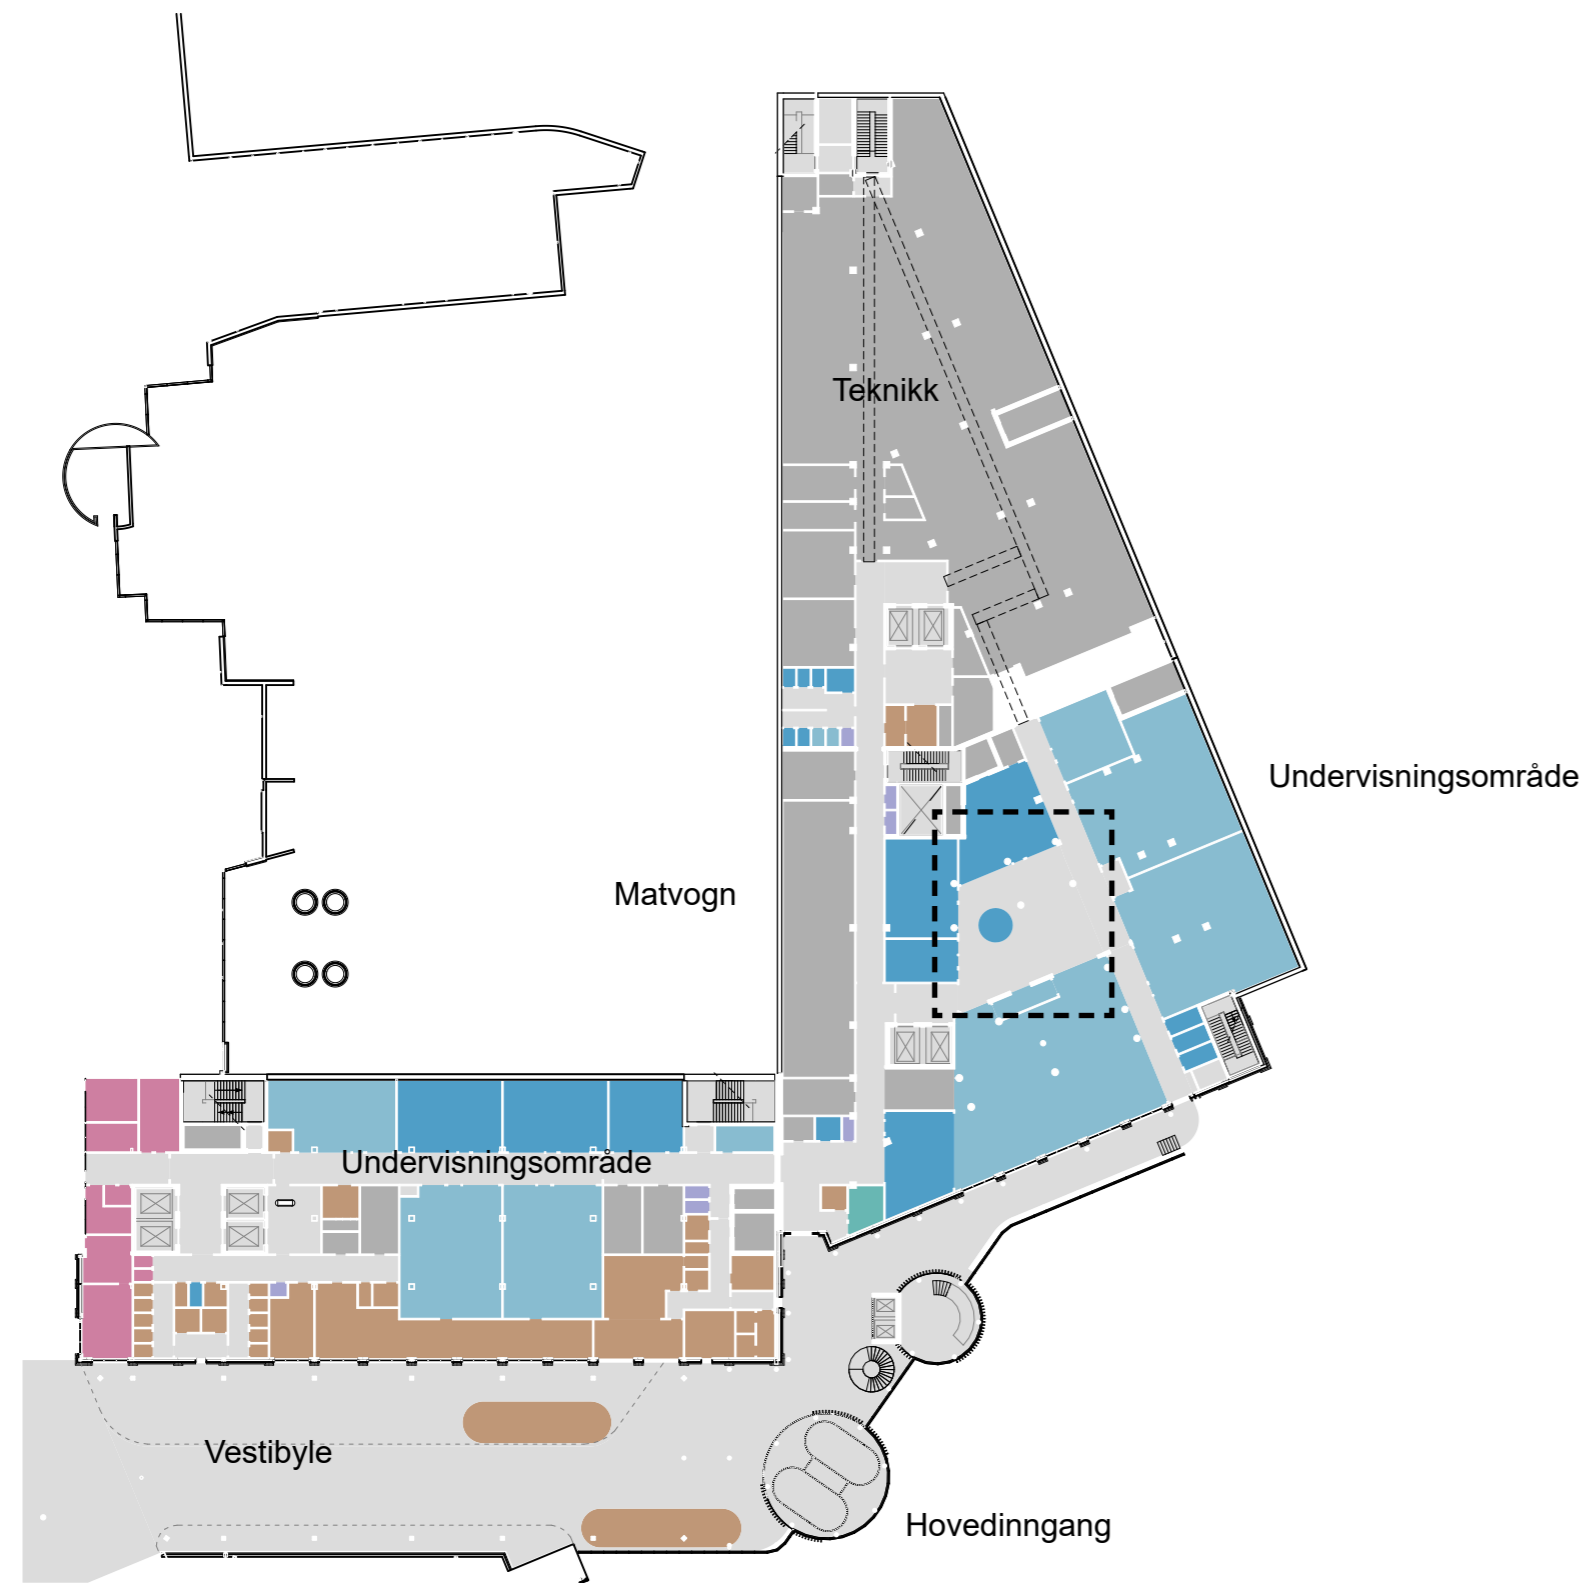 Teknikk
Undervisningsområde
Matvogn
Undervisningsområde
Vestibyle
Hovedinngang